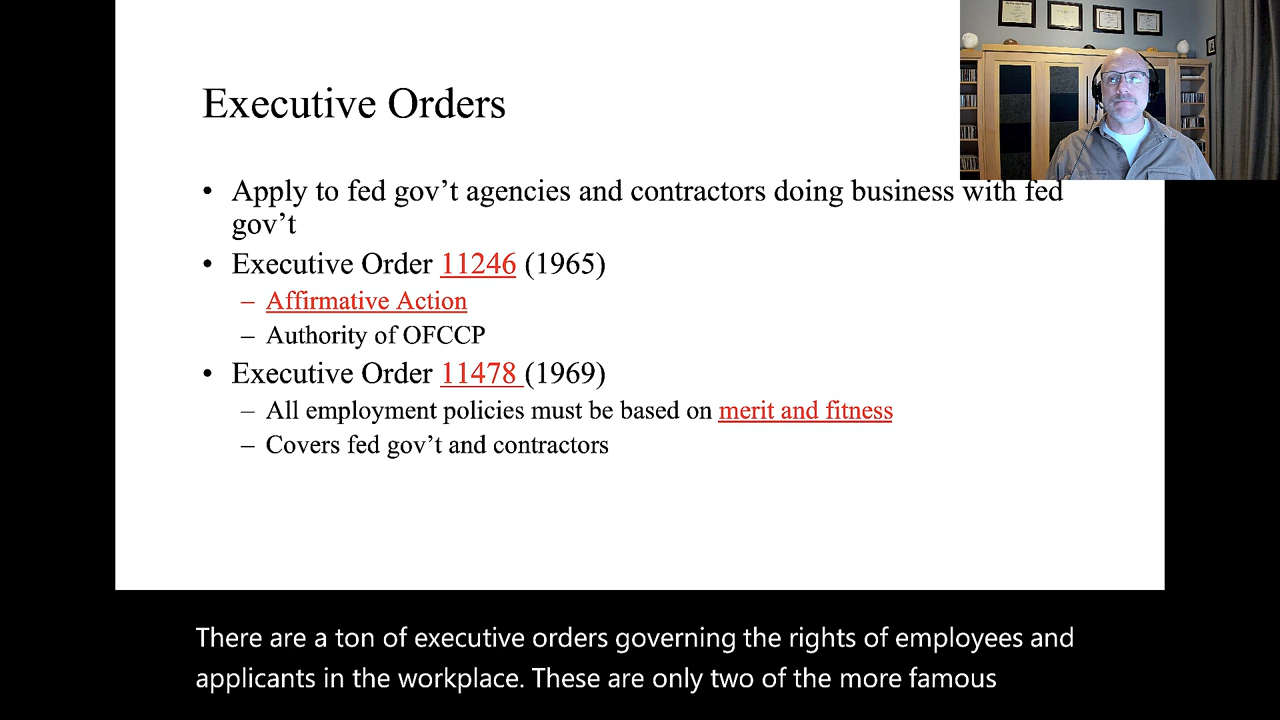 Executive Orders
• Apply to fed gov’t agencies and contractors doing business with fed
gov’t
• Executive Order 11246 (1965)
– Affirmative Action
– Authority of OFCCP
• Executive Order 11478 (1969)
– All employment policies must be based on merit and fitness
– Covers fed gov’t and contractors
There are a ton of executive orders governing the rights of employees and
applicants in the workplace. These are only two of the more famous